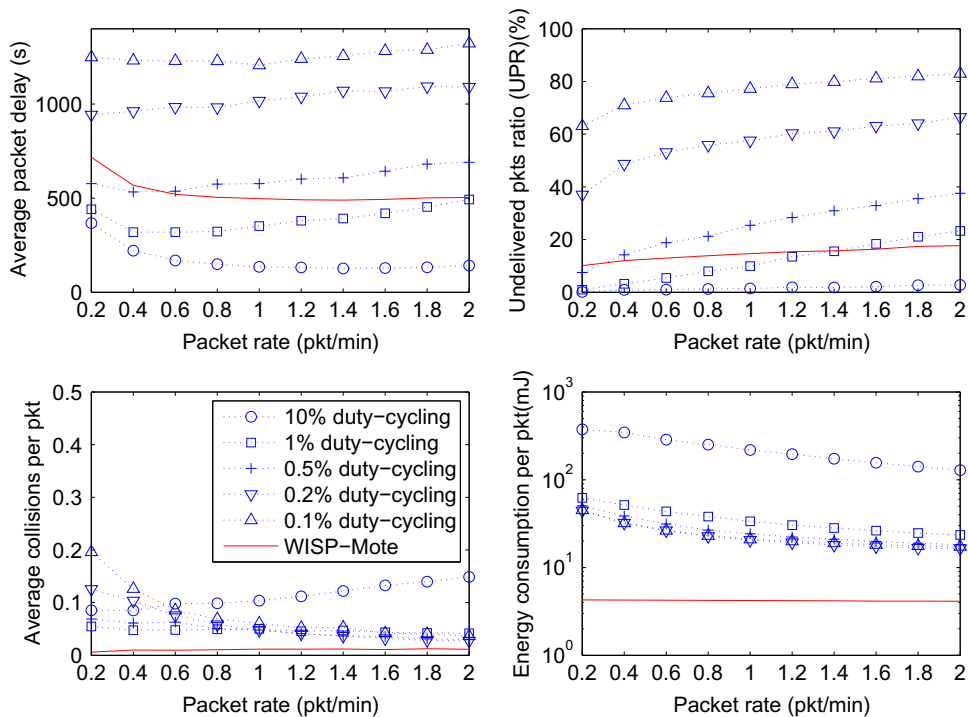 Average packet delay (s)
1000
500
0
0.2 0.4 0.6 0.8 1 1.2 1.4 1.6 1.8 2
Packet rate (pkt/min)
Undelivered pkts ratio (UPR)(%)
100
80
60
40
20
0
0.2 0.4 0.6 0.8 1 1.2 1.4 1.6 1.8 2
Packet rate (pkt/min)
Average collisions per pkt
0.5
0.4
0.3
0.2
0.1
0
0.2 0.4 0.6 0.8 1 1.2 1.4 1.6 1.8 2
Packet rate (pkt/min)
10% duty−cycling
1% duty−cycling
0.5% duty−cycling
0.2% duty−cycling
0.1% duty−cycling
WISP−Mote
Energy consumption per pkt(mJ)
10³
10²
10¹
10⁰
0.2 0.4 0.6 0.8 1 1.2 1.4 1.6 1.8 2
Packet rate (pkt/min)